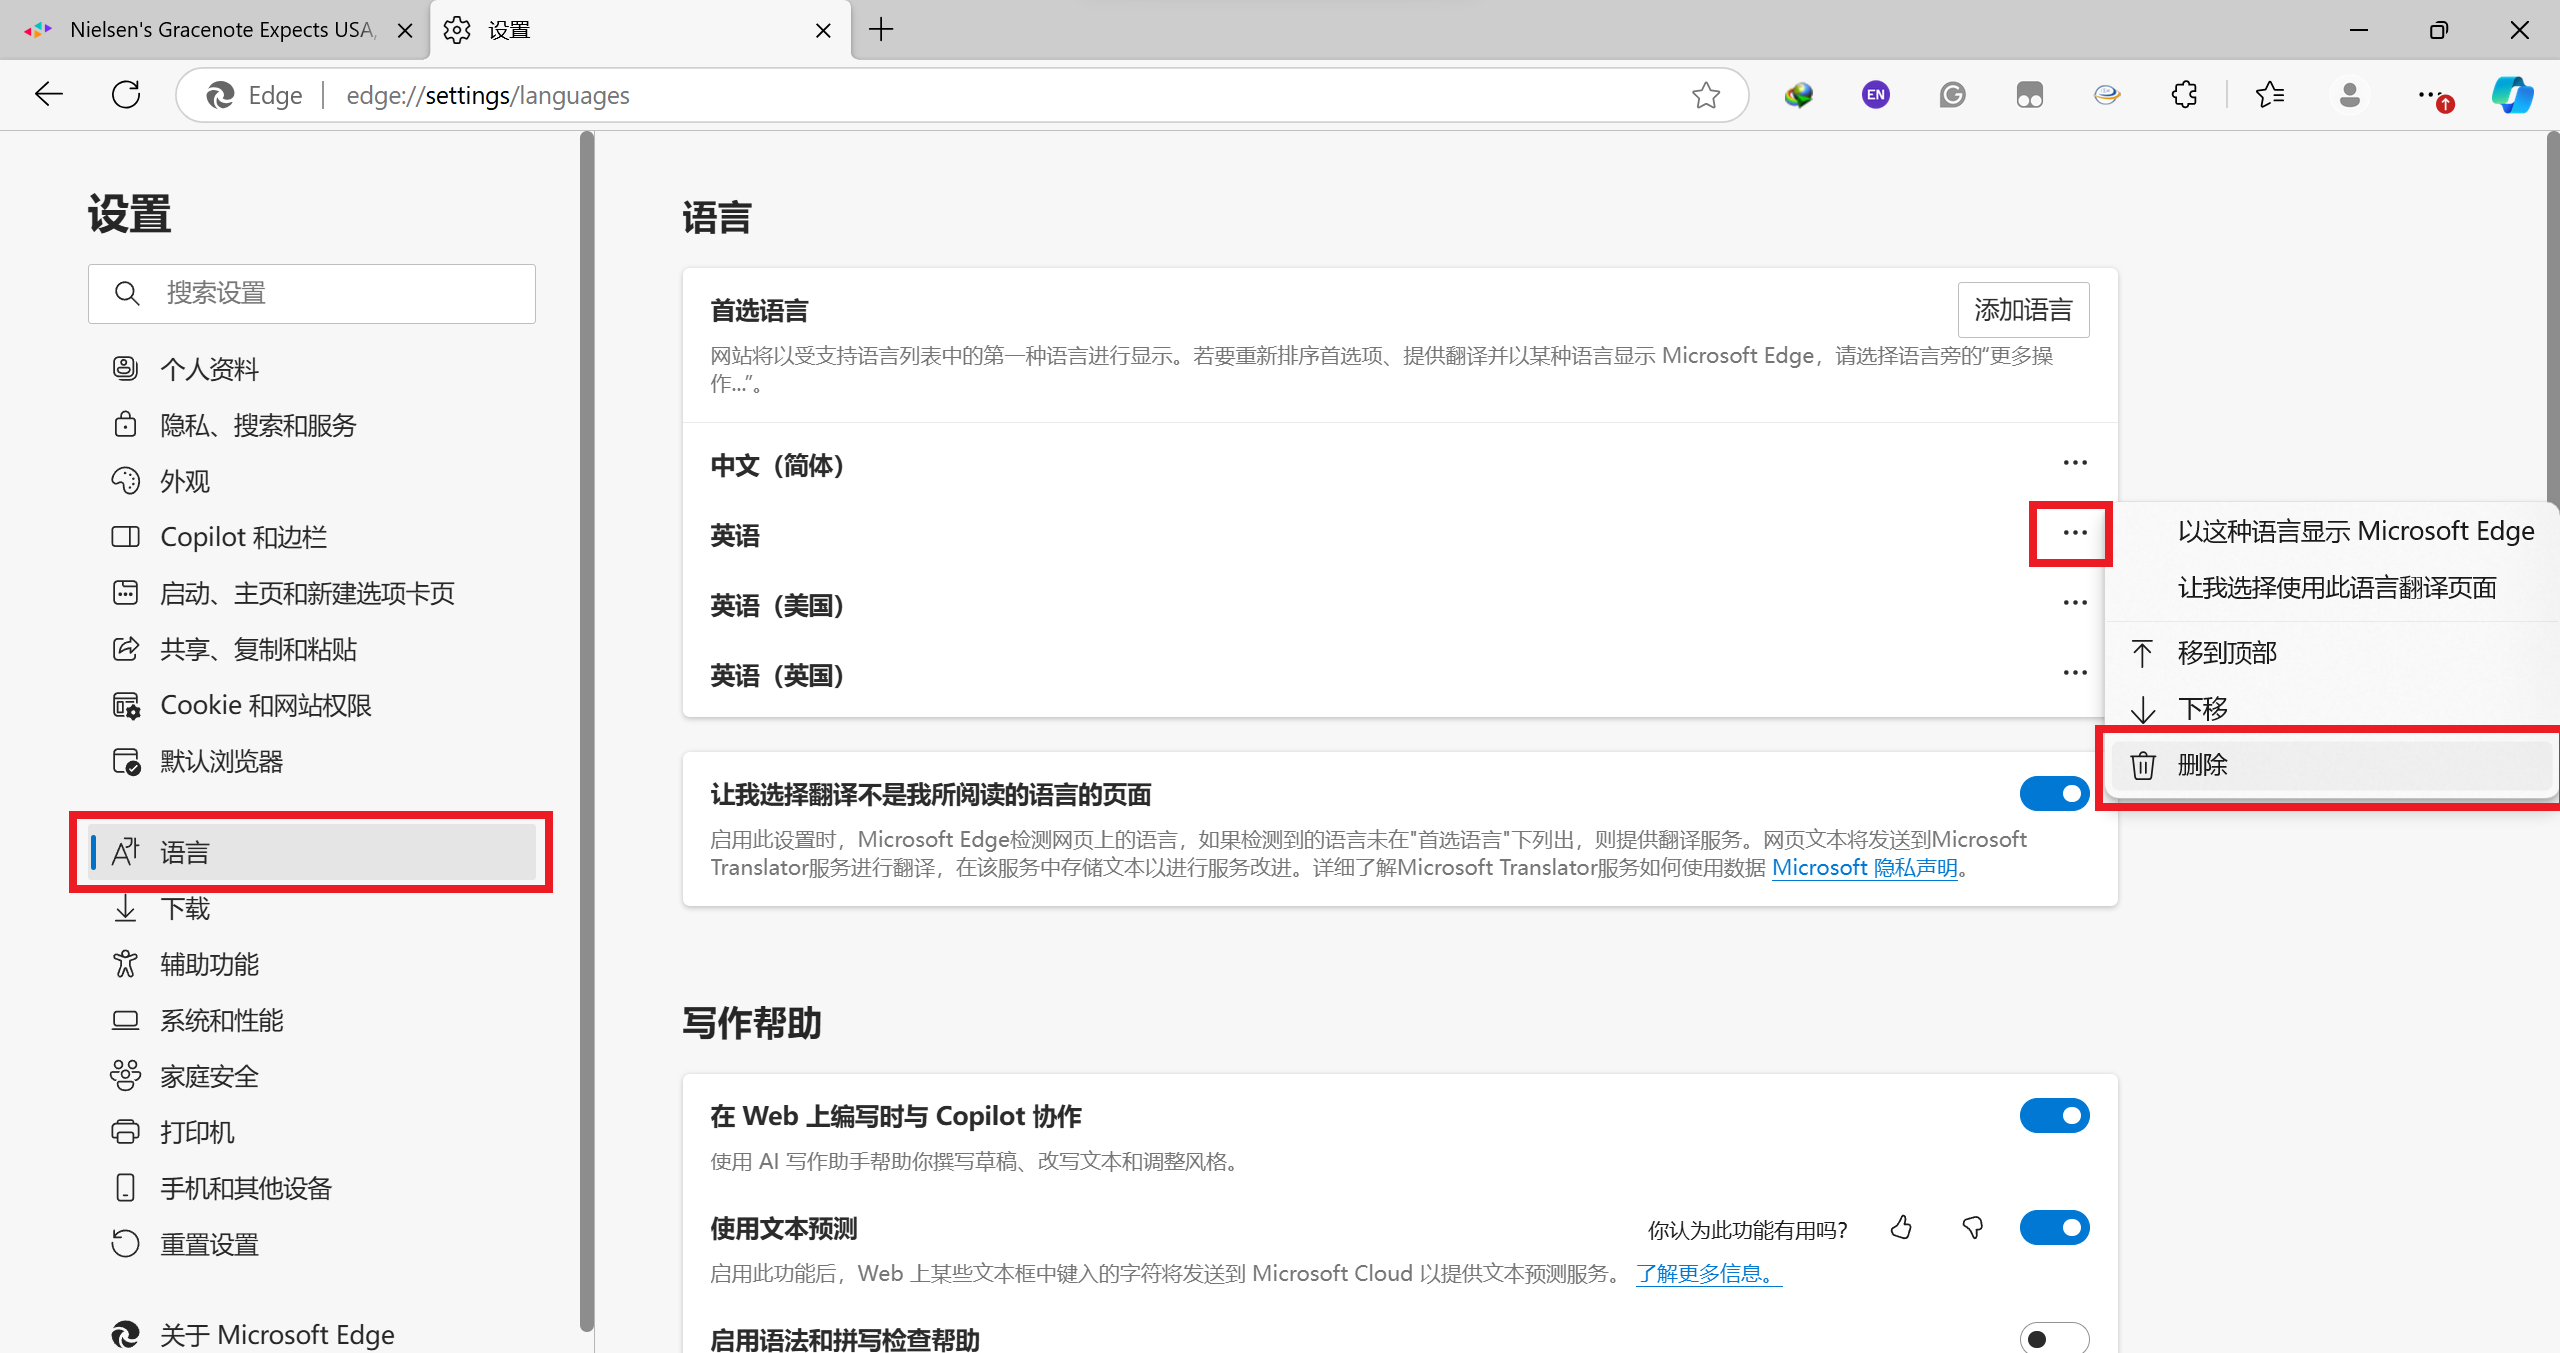 Nielsen's Gracenote Expects USA,
设置
Edge
edge://settings/languages
EN
设置
搜索设置
个人资料
隐私、搜索和服务
外观
Copilot 和边栏
启动、主页和新建选项卡页
共享、复制和粘贴
Cookie 和网站权限
默认浏览器
语言
下载
辅助功能
系统和性能
家庭安全
打印机
手机和其他设备
重置设置
关于 Microsoft Edge
语言
首选语言
添加语言
网站将以受支持语言列表中的第一种语言进行显示。若要重新排序首选项、提供翻译并以某种语言显示 Microsoft Edge，请选择语言旁的“更多操
作...”。
中文（简体）
英语
英语（美国）
英语（英国）
以这种语言显示 Microsoft Edge
让我选择使用此语言翻译页面
移到顶部
下移
删除
让我选择翻译不是我所阅读的语言的页面
启用此设置时，Microsoft Edge检测网页上的语言，如果检测到的语言未在"首选语言"下列出，则提供翻译服务。网页文本将发送到Microsoft
Translator服务进行翻译，在该服务中存储文本以进行服务改进。详细了解Microsoft Translator服务如何使用数据 Microsoft 隐私声明。
写作帮助
在 Web 上编写时与 Copilot 协作
使用 AI 写作助手帮助你撰写草稿、改写文本和调整风格。
使用文本预测
你认为此功能有用吗？
启用此功能后，Web 上某些文本框中键入的字符将发送到 Microsoft Cloud 以提供文本预测服务。 了解更多信息。
启用语法和拼写检查帮助